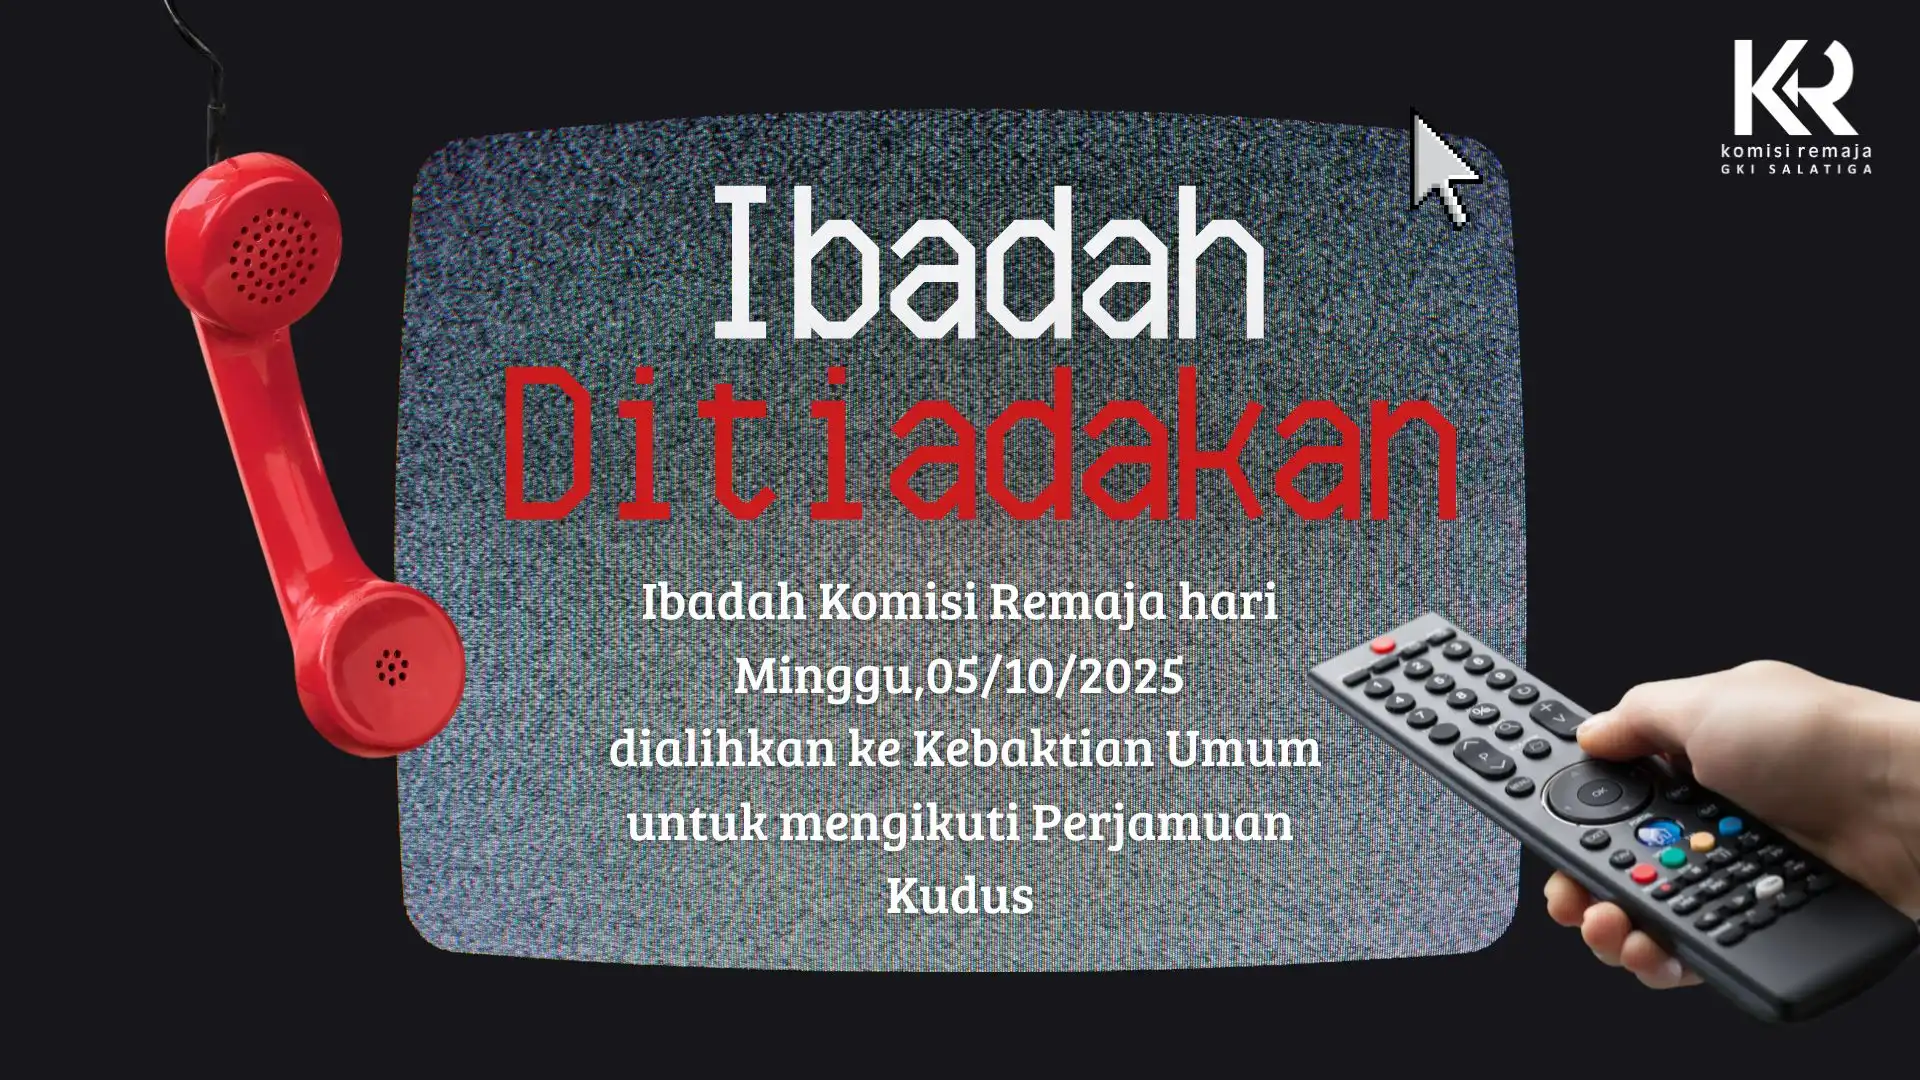 KR
komisi remaja
GKI SALATIGA
Ibadah
Ditiadakan
Ibadah Komisi Remaja hari
Minggu,05/10/2025
dialihkan ke Kebaktian Umum
untuk mengikuti Perjamuan
Kudus